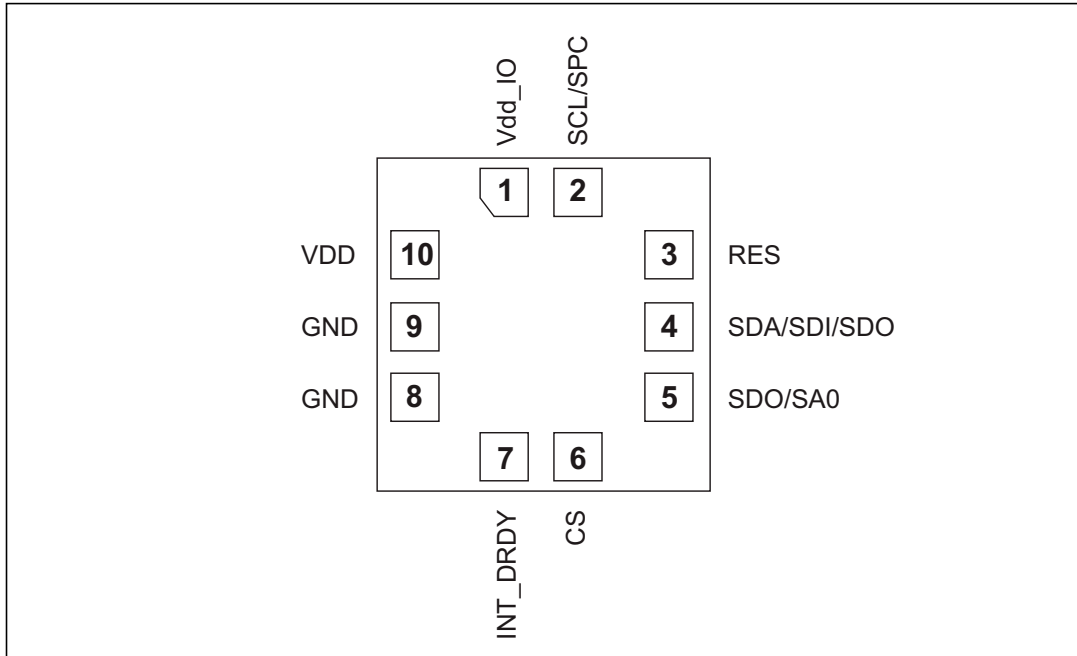 Vdd_IO
SCL/SPC
1
2
VDD
10
3
RES
GND
9
4
SDA/SDI/SDO
GND
8
5
SDO/SA0
7
6
INT_DRDY
CS